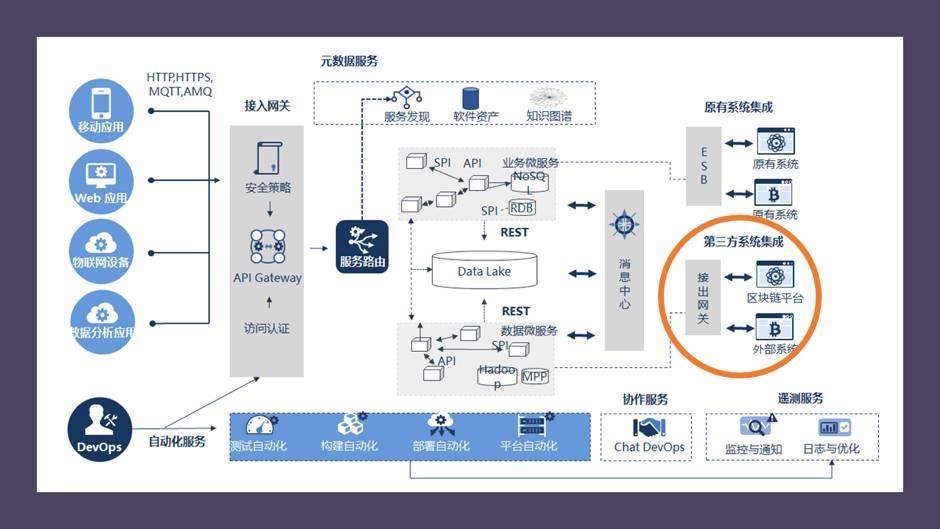 元数据服务
HTTP,HTTPS,
MQTT,AMQ
移动应用
Web 应用
物联网设备
数据分析应用
DevOps
接入网关
安全策略
API Gateway
访问认证
服务路由
服务发现
软件资产
知识图谱
SPI
API
业务微服务
NoSQ
L
SPI
RDB
REST
Data Lake
REST
数据微服务
SPI
API
Hadoo
p
MPP
消息中心
原有系统集成
ESB
原有系统
原有系统
第三方系统集成
接出网关
区块链平台
外部系统
自动化服务
测试自动化
构建自动化
部署自动化
平台自动化
协作服务
Chat DevOps
遥测服务
监控与通知
日志与优化